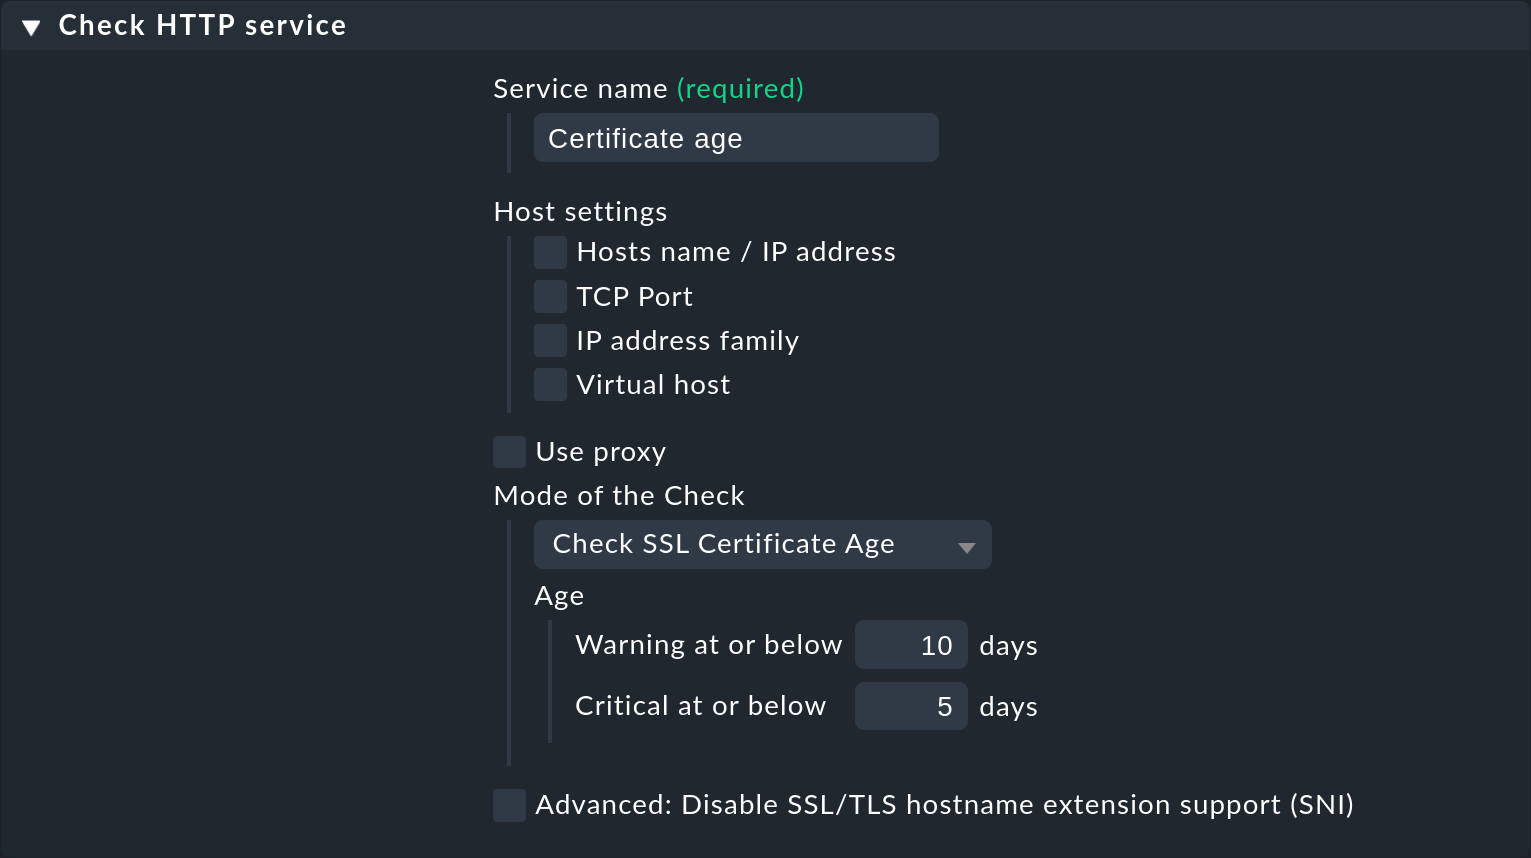 Check HTTP service
Service name (required)
Certificate age
Host settings
Hosts name / IP address
TCP Port
IP address family
Virtual host
Use proxy
Mode of the Check
Check SSL Certificate Age
Age
Warning at or below 10 days
Critical at or below 5 days
Advanced: Disable SSL/TLS hostname extension support (SNI)